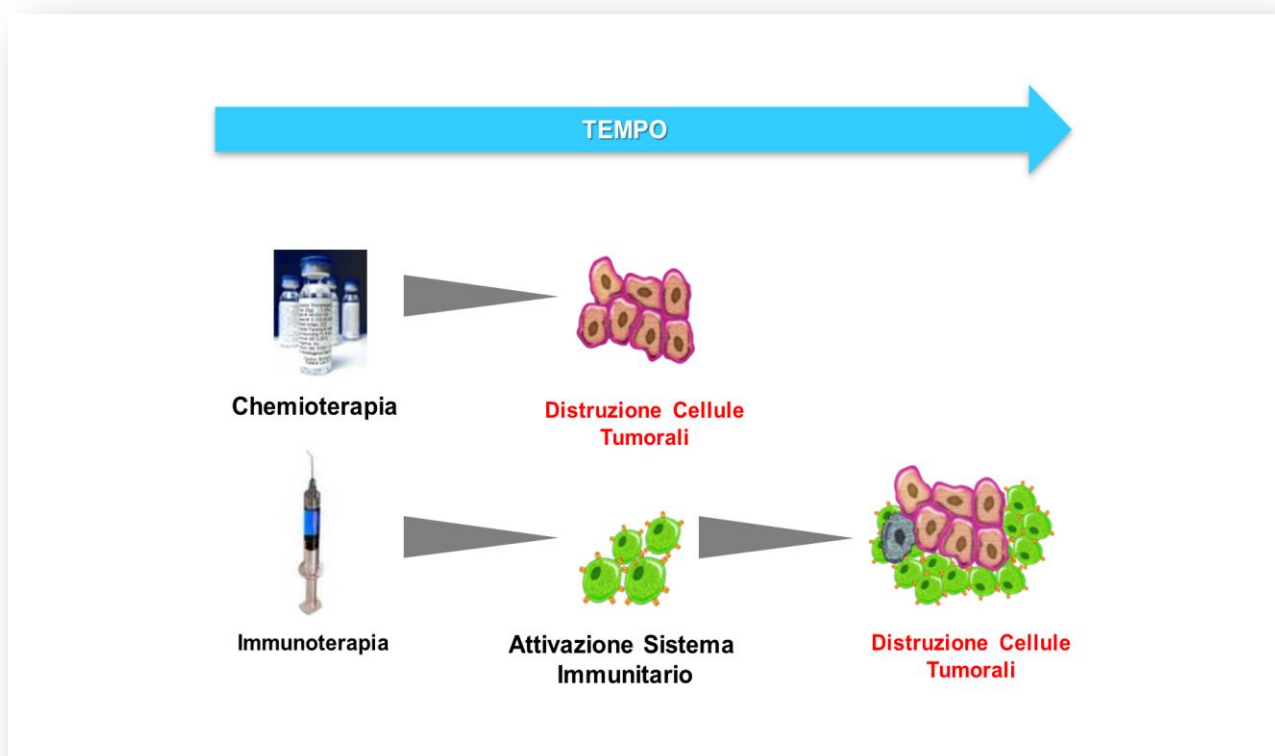 TEMPO
Chemioterapia
Distruzione Cellule
Tumorali
Immunoterapia
Attivazione Sistema
Immunitario
Distruzione Cellule
Tumorali